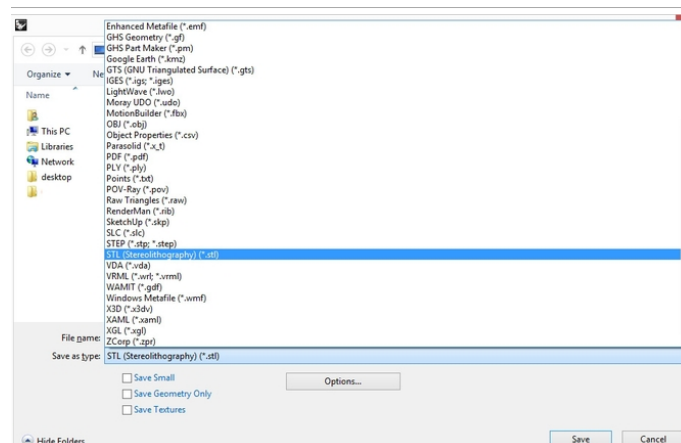 Enhanced Metafile (*.emf)
GHS Geometry (*.gf)
GHS Part Maker (*.pm)
Google Earth (*.kmz)
GTS (GNU Triangulated Surface) (*.gts)
IGES (*.igs; *.iges)
LightWave (*.lwo)
Moray UDO (*.udo)
MotionBuilder (*.fbx)
OBJ (*.obj)
Object Properties (*.csv)
Parasolid (*.x_t)
PDF (*.pdf)
PLY (*.ply)
Points (*.txt)
POV-Ray (*.pov)
Raw Triangles (*.raw)
RenderMan (*.rib)
SketchUp (*.skp)
SLC (*.slc)
STEP (*.stp; *.step)
STL (Stereolithography) (*.stl)
VDA (*.vda)
VRML (*.wrl; *.vrml)
WAMIT (*.gdf)
Windows Metafile (*.wmf)
X3D (*.x3dv)
XAML (*.xaml)
XGL (*.xgl)
ZCorp (*.zpr)
Organize Ne
Name
This PC
Libraries
Network
desktop
File name:
Save as type: STL (Stereolithography) (*.stl)
Save Small Options...
Save Geometry Only
Save Textures
Hide Folders Save Cancel